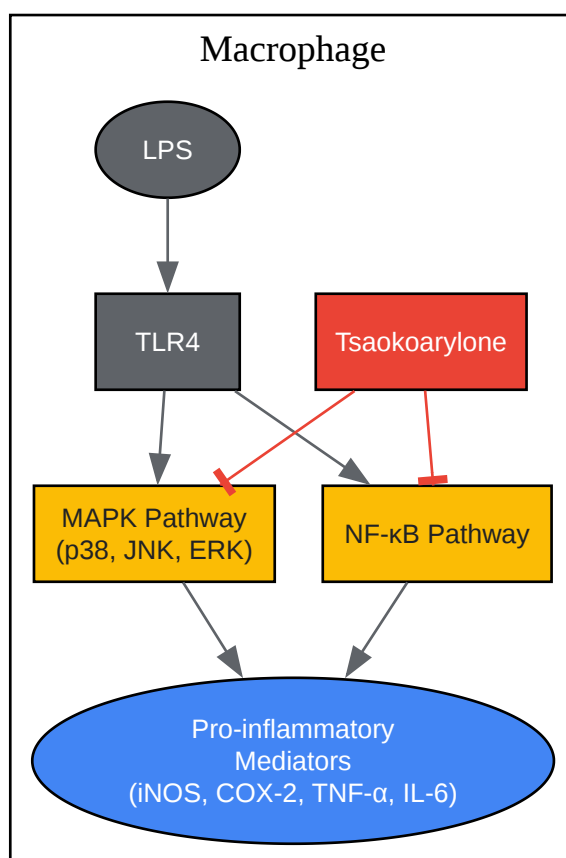 Macrophage
LPS
TLR4
Tsaokoarylone
MAPK Pathway
(p38, JNK, ERK)
NF-κB Pathway
Pro-inflammatory
Mediators
(iNOS, COX-2, TNF-α, IL-6)